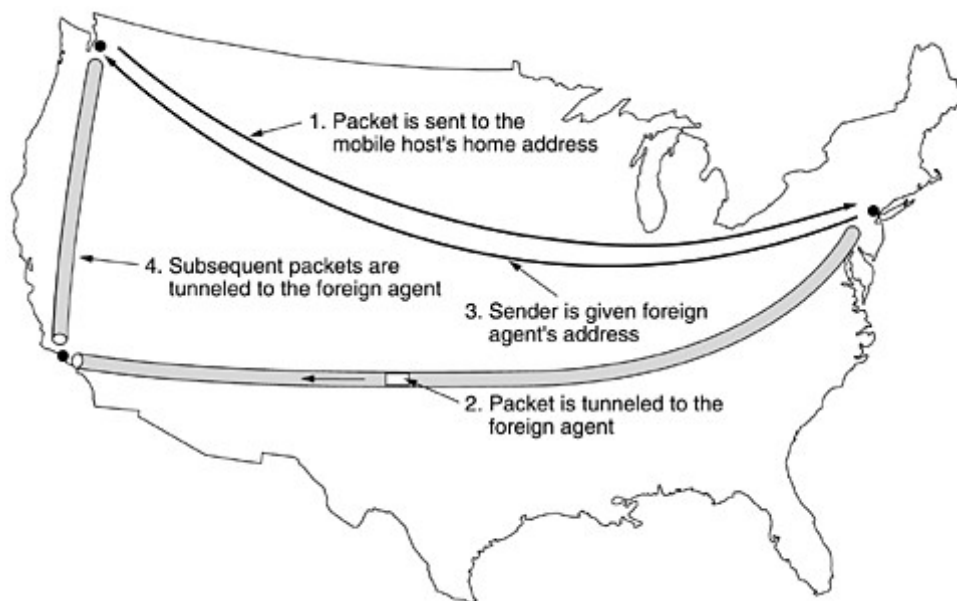 1. Packet is sent to the
mobile host's home address
4. Subsequent packets are
tunneled to the foreign agent
3. Sender is given foreign
agent's address
2. Packet is tunneled to the
foreign agent